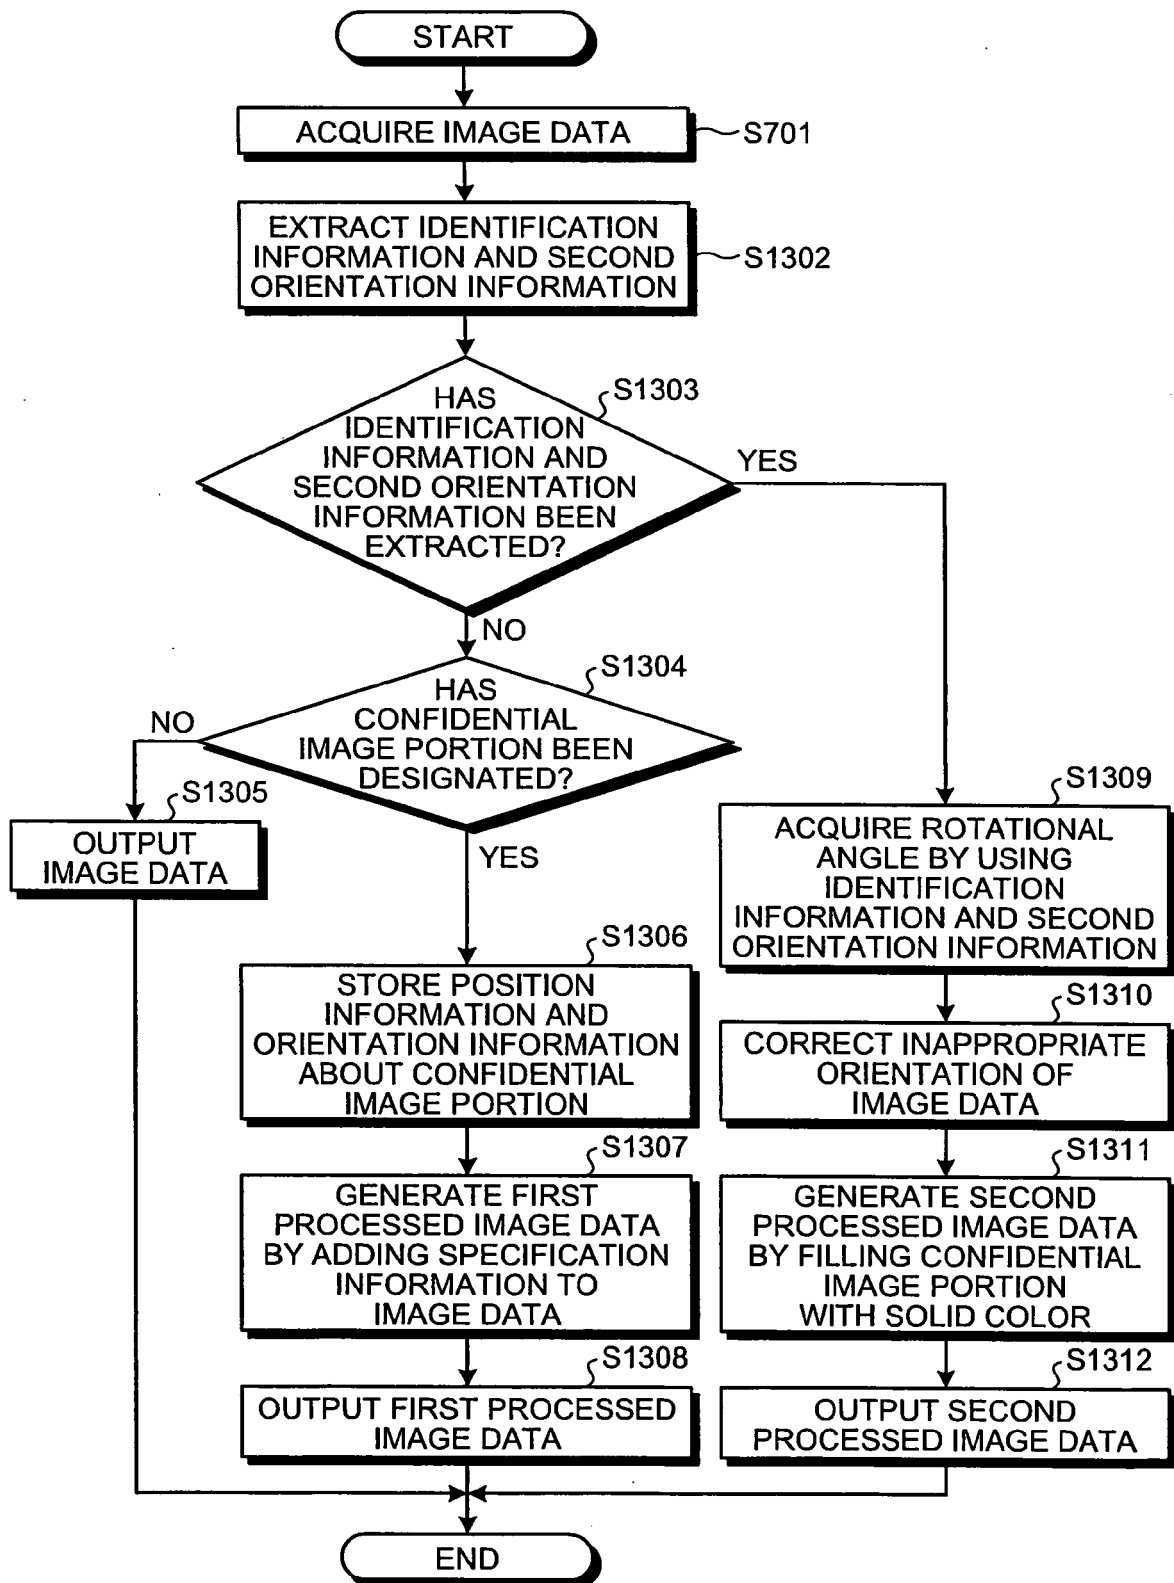 START
ACQUIRE IMAGE DATA
S701
EXTRACT IDENTIFICATION
INFORMATION AND SECOND
ORIENTATION INFORMATION
S1302
S1303
HAS
IDENTIFICATION
INFORMATION AND
SECOND ORIENTATION
INFORMATION BEEN
EXTRACTED?
YES
NO
S1304
HAS
CONFIDENTIAL
IMAGE PORTION BEEN
DESIGNATED?
NO
YES
S1305
OUTPUT
IMAGE DATA
S1306
STORE POSITION
INFORMATION AND
ORIENTATION INFORMATION
ABOUT CONFIDENTIAL
IMAGE PORTION
S1307
GENERATE FIRST
PROCESSED IMAGE DATA
BY ADDING SPECIFICATION
INFORMATION TO
IMAGE DATA
S1308
OUTPUT FIRST PROCESSED
IMAGE DATA
S1309
ACQUIRE ROTATIONAL
ANGLE BY USING
IDENTIFICATION
INFORMATION AND SECOND
ORIENTATION INFORMATION
S1310
CORRECT INAPPROPRIATE
ORIENTATION OF
IMAGE DATA
S1311
GENERATE SECOND
PROCESSED IMAGE DATA
BY FILLING CONFIDENTIAL
IMAGE PORTION
WITH SOLID COLOR
S1312
OUTPUT SECOND
PROCESSED IMAGE DATA
END